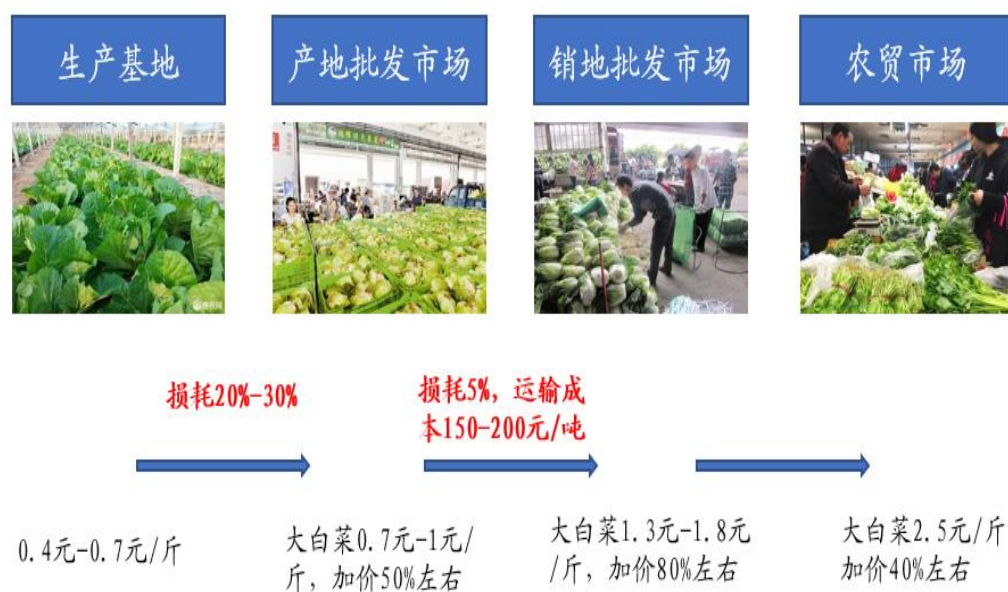 生产基地
产地批发市场
销地批发市场
农贸市场
损耗20%-30%
损耗5%，运输成
本150-200元/吨
0.4元-0.7元/斤
大白菜0.7元-1元/
斤，加价50%左右
大白菜1.3元-1.8元
/斤，加价80%左右
大白菜2.5元/斤
加价40%左右